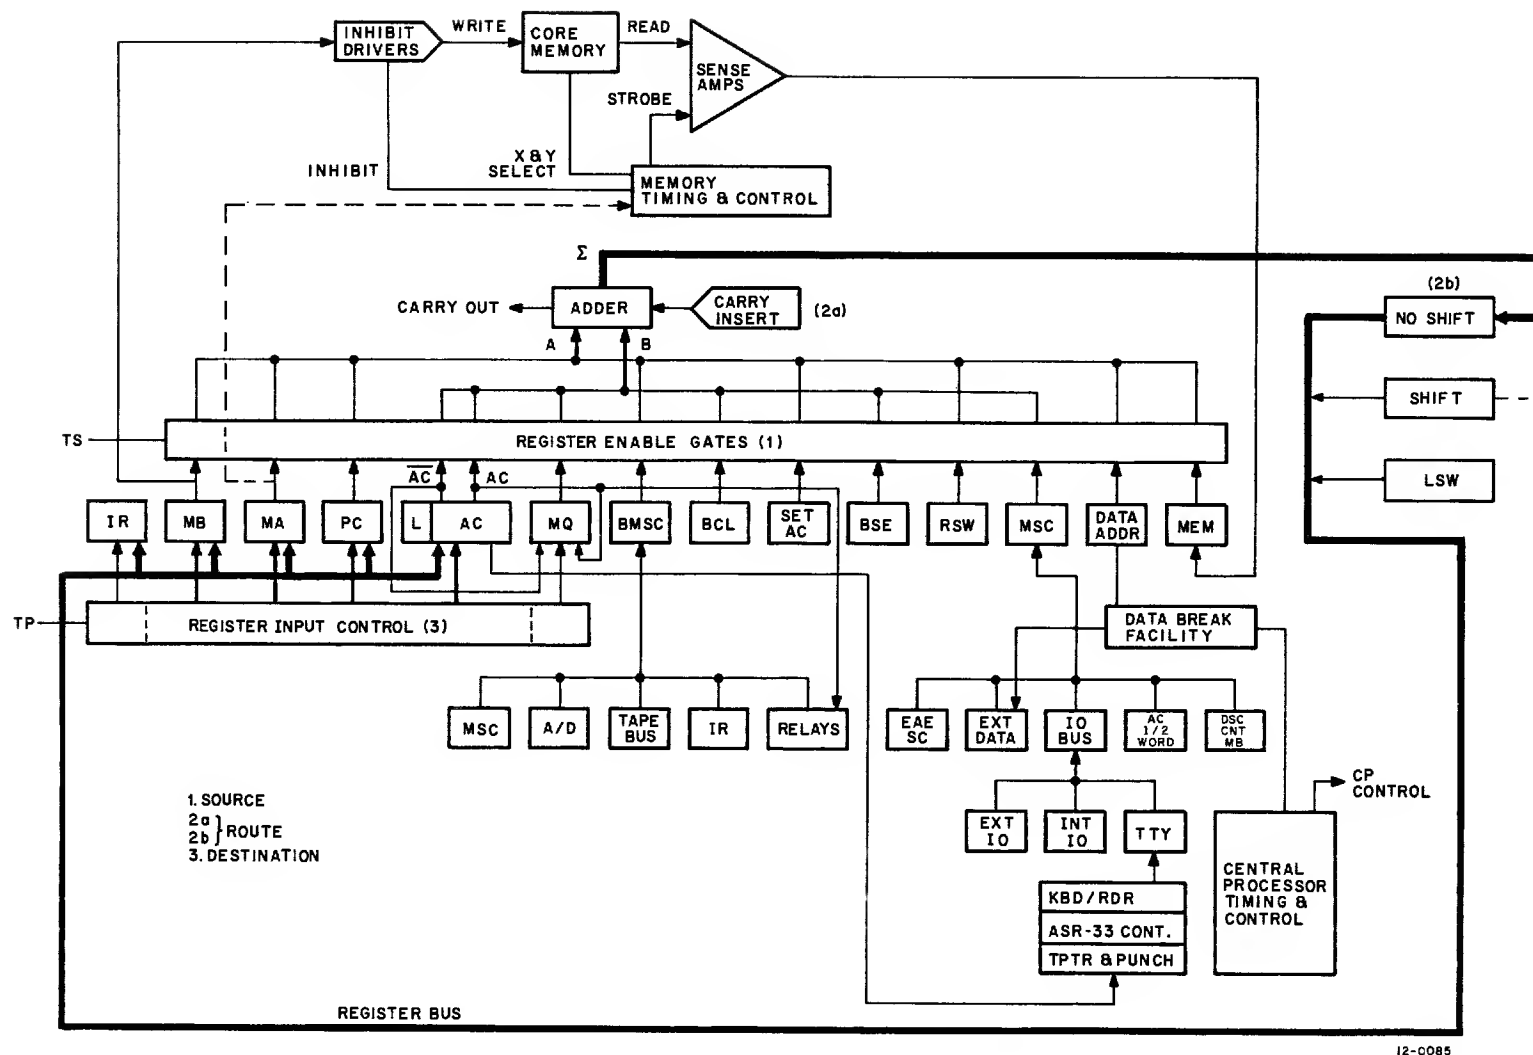 INHIBIT
DRIVERS
WRITE
CORE
MEMORY
READ
SENSE
AMPS
STROBE
X & Y
SELECT
INHIBIT
MEMORY
TIMING & CONTROL
Σ
(2b)
CARRY OUT
ADDER
CARRY
INSERT
(2a)
NO SHIFT
A
B
SHIFT
TS
REGISTER ENABLE GATES (1)
A̅C̅
AC
LSW
IR
MB
MA
PC
L
AC
MQ
BMSC
BCL
SET
AC
BSE
RSW
MSC
DATA
ADDR
MEM
TP
REGISTER INPUT CONTROL (3)
DATA BREAK
FACILITY
MSC
A/D
TAPE
BUS
IR
RELAYS
EAE
SC
EXT
DATA
IO
BUS
AC
1/2
WORD
DSC
CNT
MB
CP
CONTROL
1. SOURCE
2a
2b } ROUTE
3. DESTINATION
EXT
IO
INT
IO
TTY
CENTRAL
PROCESSOR
TIMING &
CONTROL
KBD/RDR
ASR-33 CONT.
TPTR & PUNCH
REGISTER BUS
12-0085